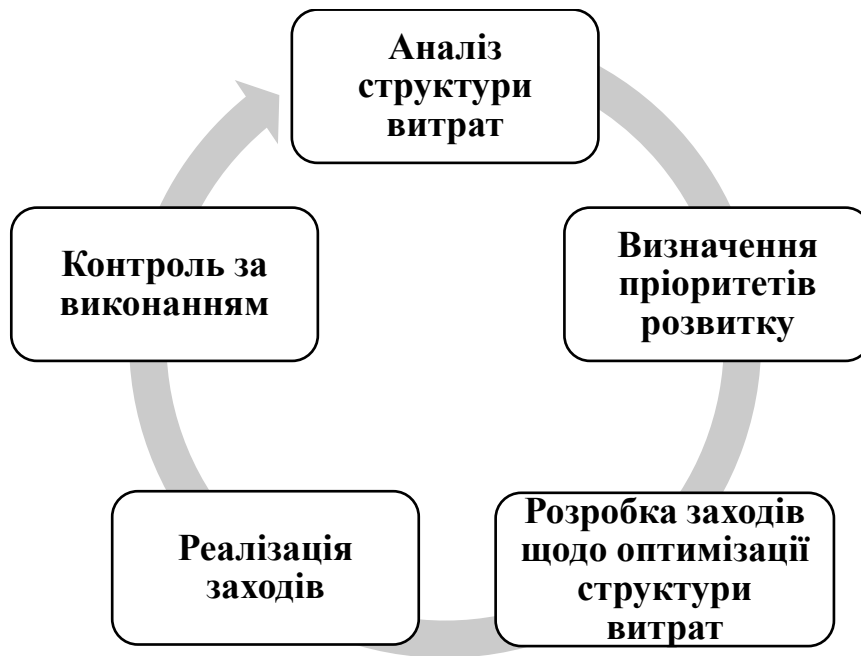 Аналіз
структури
витрат
Визначення
пріоритетів
розвитку
Розробка заходів
щодо оптимізації
структури
витрат
Реалізація
заходів
Контроль за
виконанням